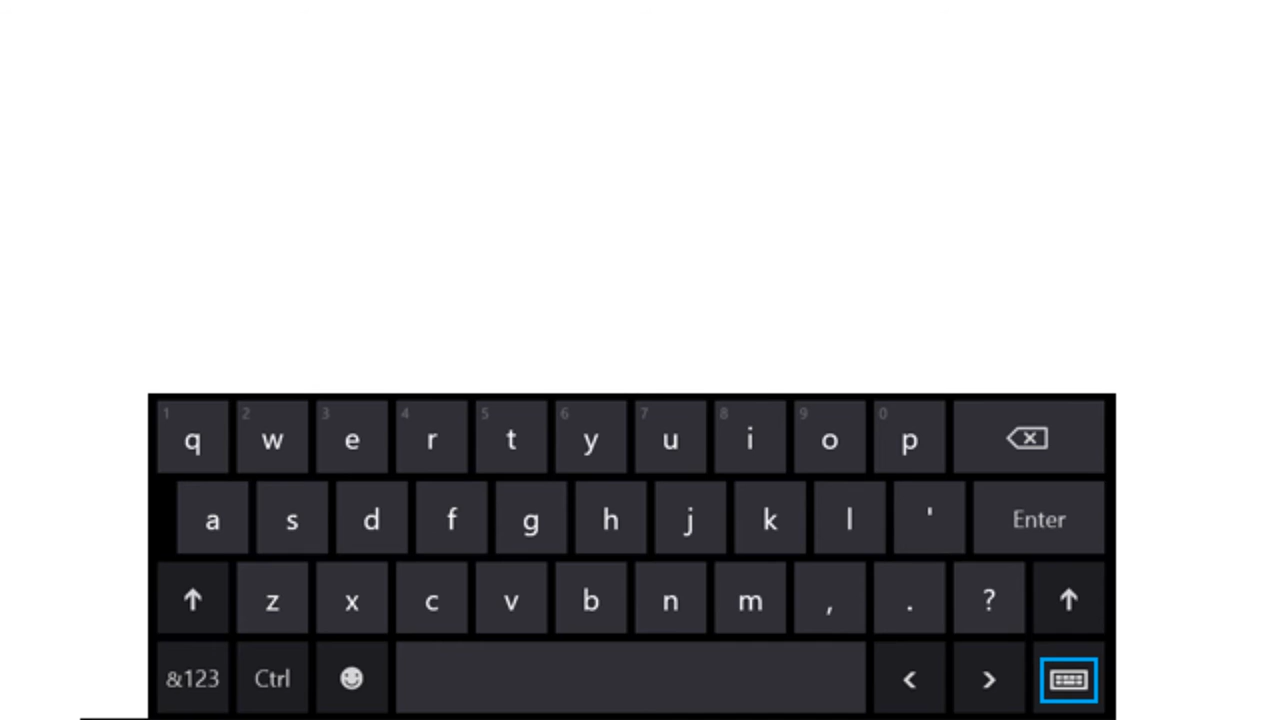 1 2 3 4 5 6 7 8 9 0
q w e r t y u i o p
a s d f g h j k l ' Enter
z x c v b n m , . ?
&123 Ctrl < >